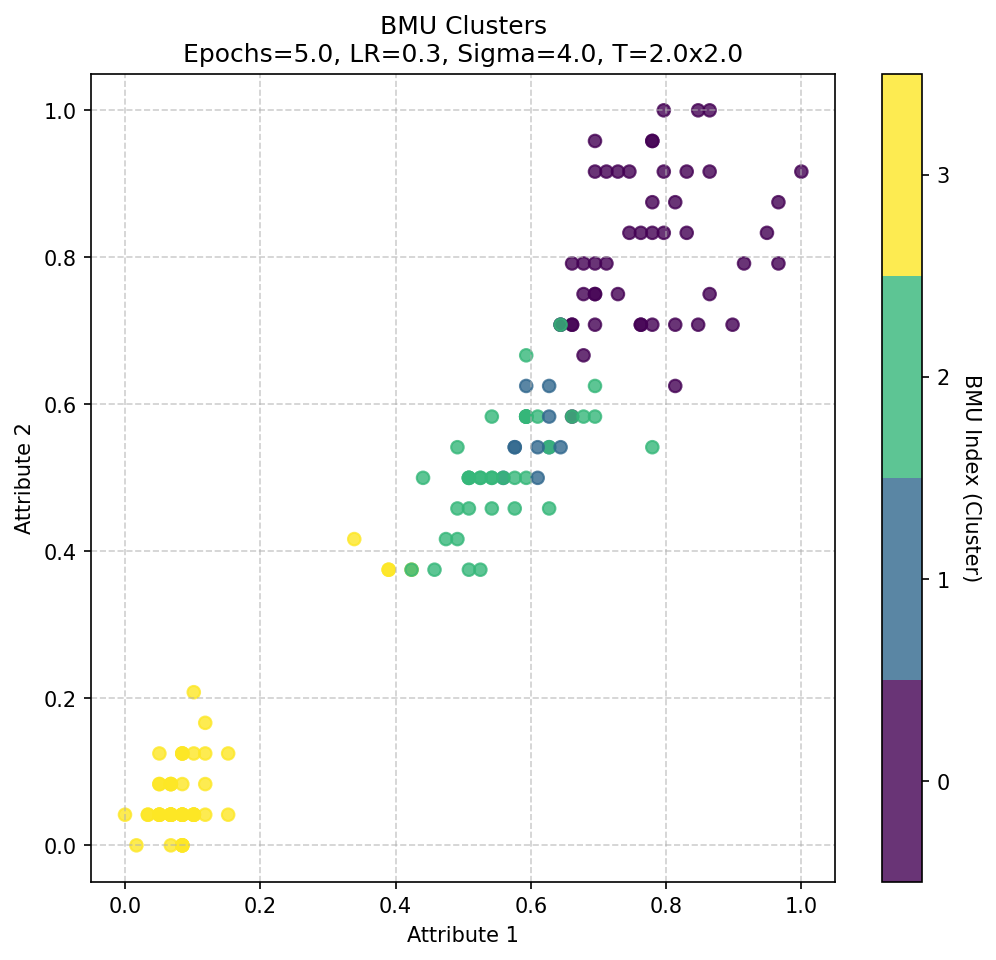 BMU Clusters
Epochs=5.0, LR=0.3, Sigma=4.0, T=2.0x2.0
1.0
0.8
0.6
0.4
0.2
0.0
Attribute 2
0.0 0.2 0.4 0.6 0.8 1.0
Attribute 1
3
2
1
0
BMU Index (Cluster)